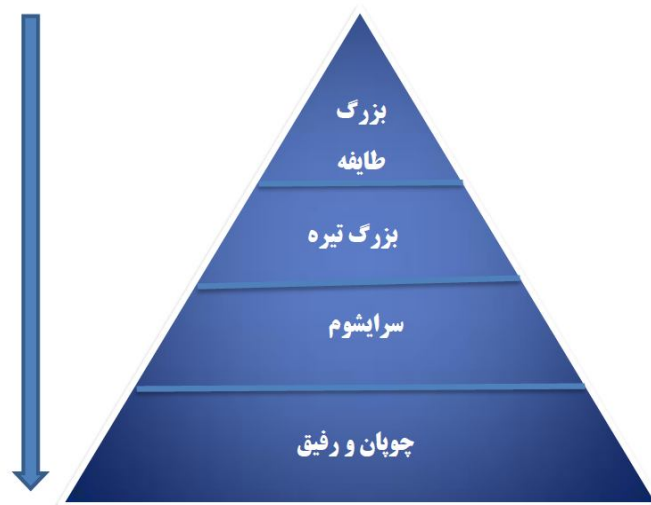 بزرگ
طایفه
بزرگ تیره
سرایشوم
چوپان و رفیق